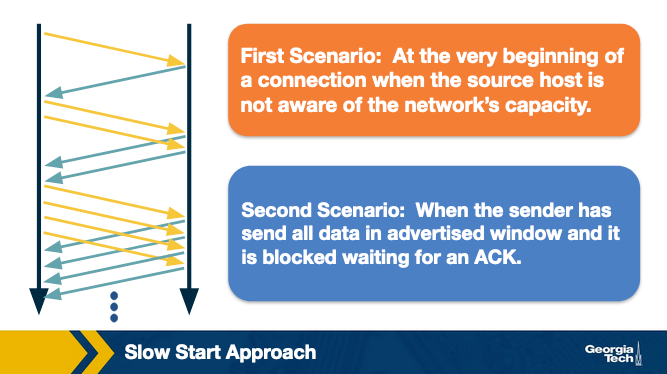 First Scenario:  At the very beginning of
a connection when the source host is
not aware of the network’s capacity.
Second Scenario:  When the sender has
send all data in advertised window and it
is blocked waiting for an ACK.
Slow Start Approach
Georgia
Tech